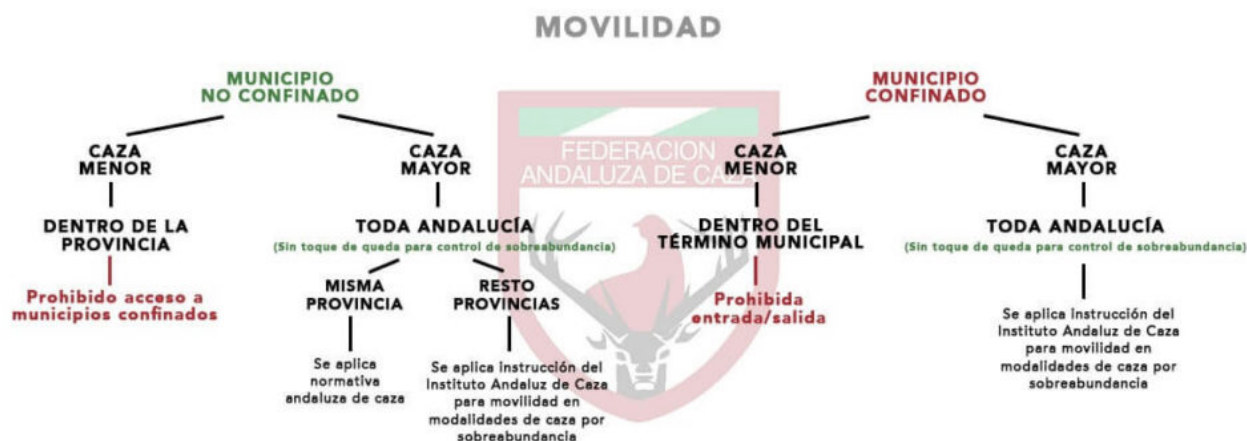 MOVILIDAD
MUNICIPIO
NO CONFINADO
CAZA
MENOR
DENTRO DE LA
PROVINCIA
Prohibido acceso a
municipios confinados
CAZA
MAYOR
TODA ANDALUCÍA
(Sin toque de queda para control de sobreabundancia)
MISMA
PROVINCIA
Se aplica
normativa
andaluza de caza
RESTO
PROVINCIAS
Se aplica instrucción del
Instituto Andaluz de Caza
para movilidad en
modalidades de caza por
sobreabundancia
FEDERACION
ANDALUZA DE CAZA
MUNICIPIO
CONFINADO
CAZA
MENOR
DENTRO DEL
TÉRMINO MUNICIPAL
Prohibida
entrada/salida
CAZA
MAYOR
TODA ANDALUCÍA
(Sin toque de queda para control de sobreabundancia)
Se aplica instrucción del
Instituto Andaluz de Caza
para movilidad en
modalidades de caza por
sobreabundancia